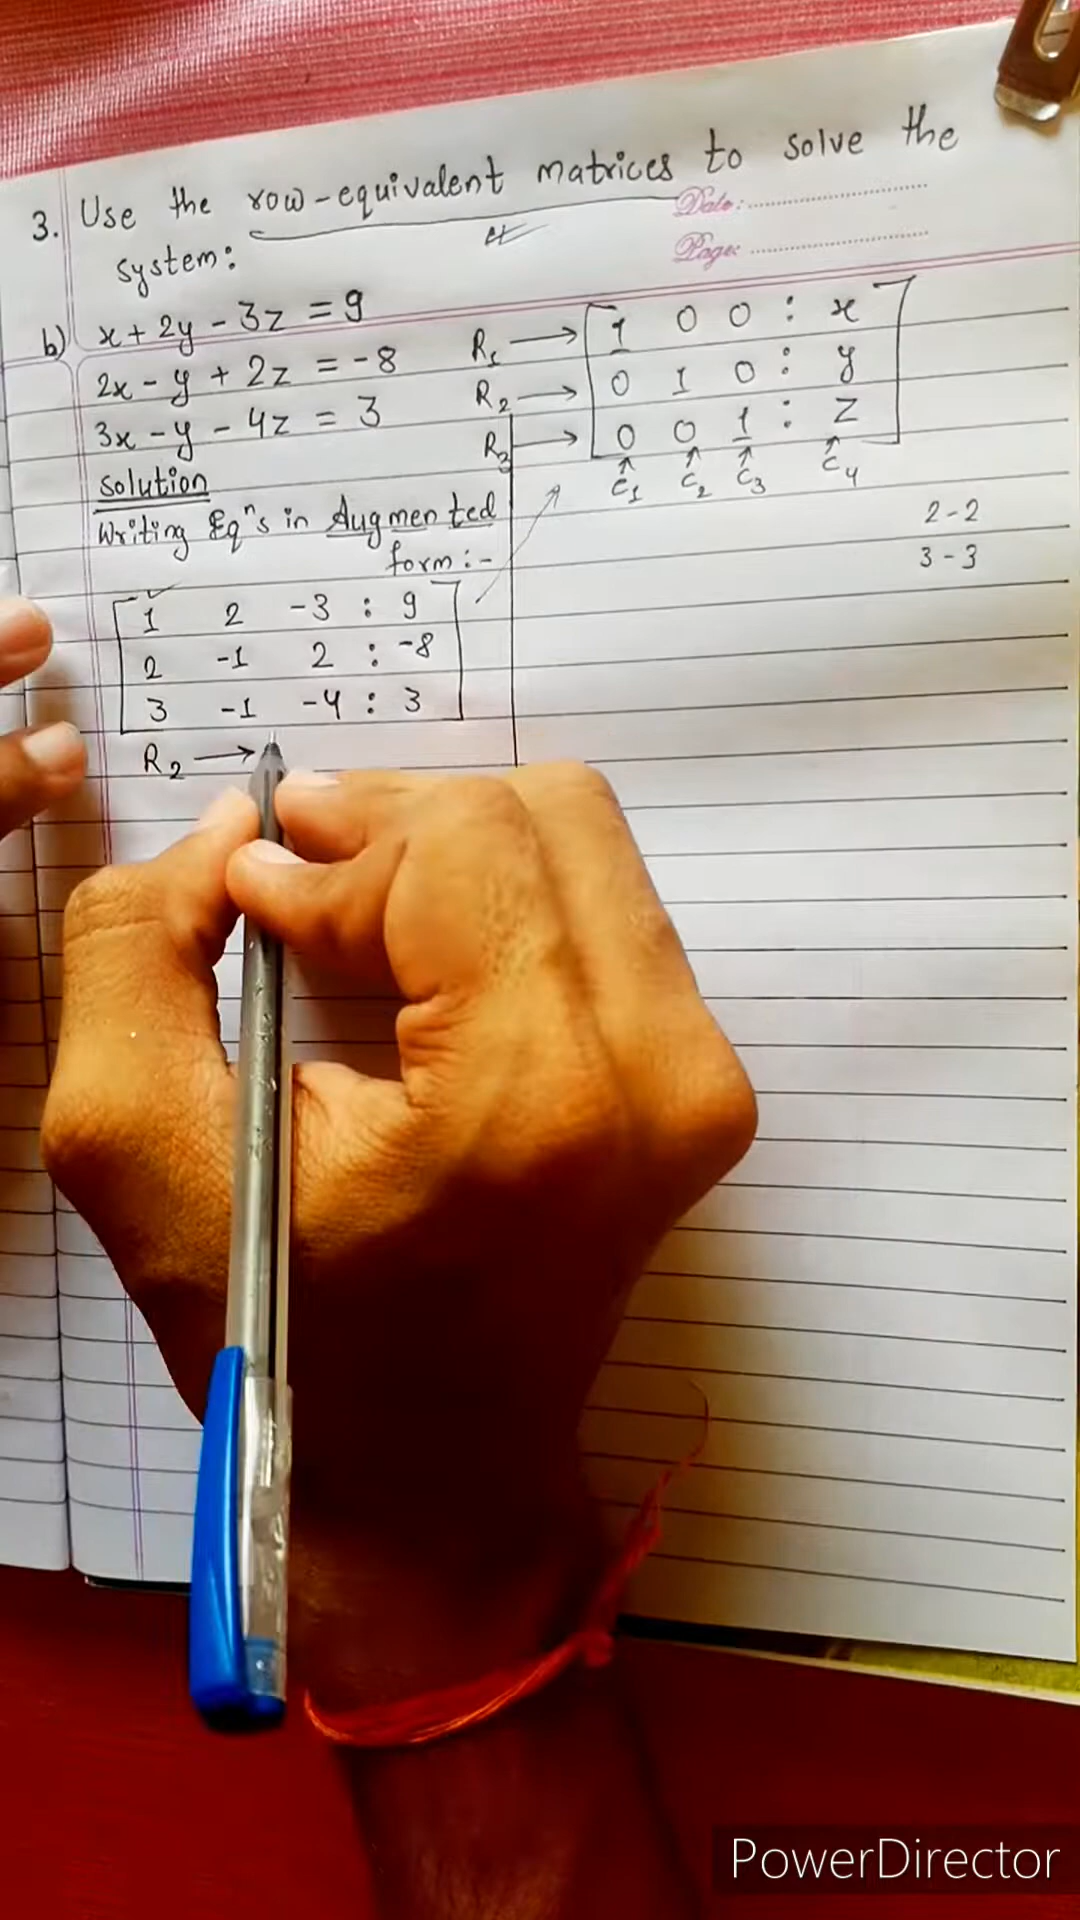 3. Use the row-equivalent matrices to solve the
Date:
system:
Page:
b) x + 2y - 3z = 9
2x - y + 2z = -8
3x - y - 4z = 3
R₁ → 1 0 0 : x
R₂ → 0 1 0 : y
R₃ → 0 0 1 : z
c₁ c₂ c₃ c₄
solution
Writing Eqⁿs in Augmented
form :-
2-2
3-3
1 2 -3 : 9
2 -1 2 : -8
3 -1 -4 : 3
R₂ →
PowerDirector